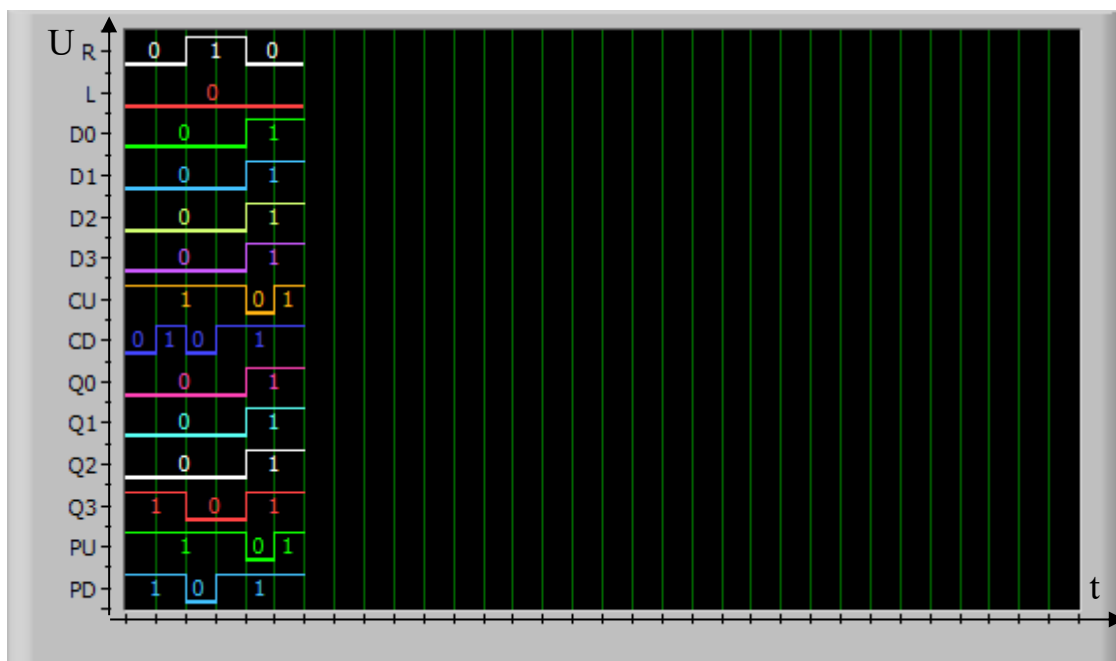 U
R 0 1 0
L 0
D0 0 1
D1 0 1
D2 0 1
D3 0 1
CU 1 0 1
CD 0 1 0 1
Q0 0 1
Q1 0 1
Q2 0 1
Q3 1 0 1
PU 1 0 1
PD 1 0 1
t